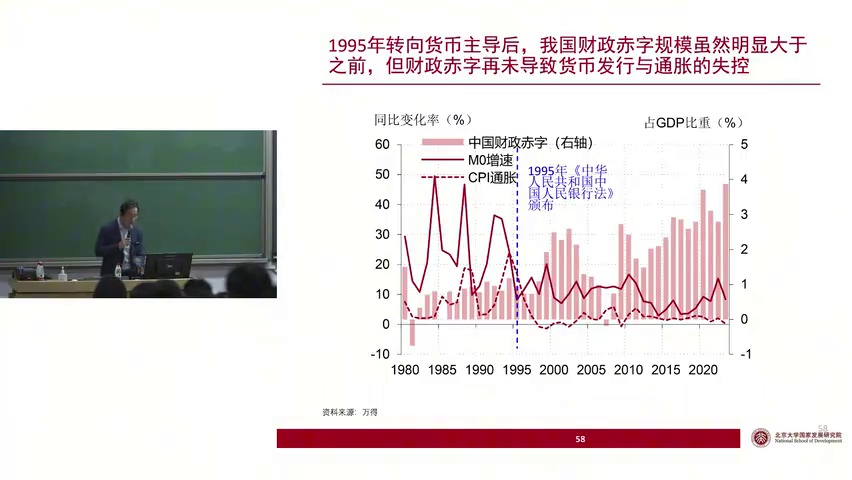 1995年转向货币主导后，我国财政赤字规模虽然明显大于
之前，但财政赤字再未导致货币发行与通胀的失控
同比变化率（%）
占GDP比重（%）
中国财政赤字（右轴）
M0增速
CPI通胀
1995年《中华
人民共和国中
国人民银行法》
颁布
60
50
40
30
20
10
0
-10
5
4
3
2
1
0
-1
1980 1985 1990 1995 2000 2005 2010 2015 2020
资料来源：万得
58
58
北京大学国家发展研究院
National School of Development